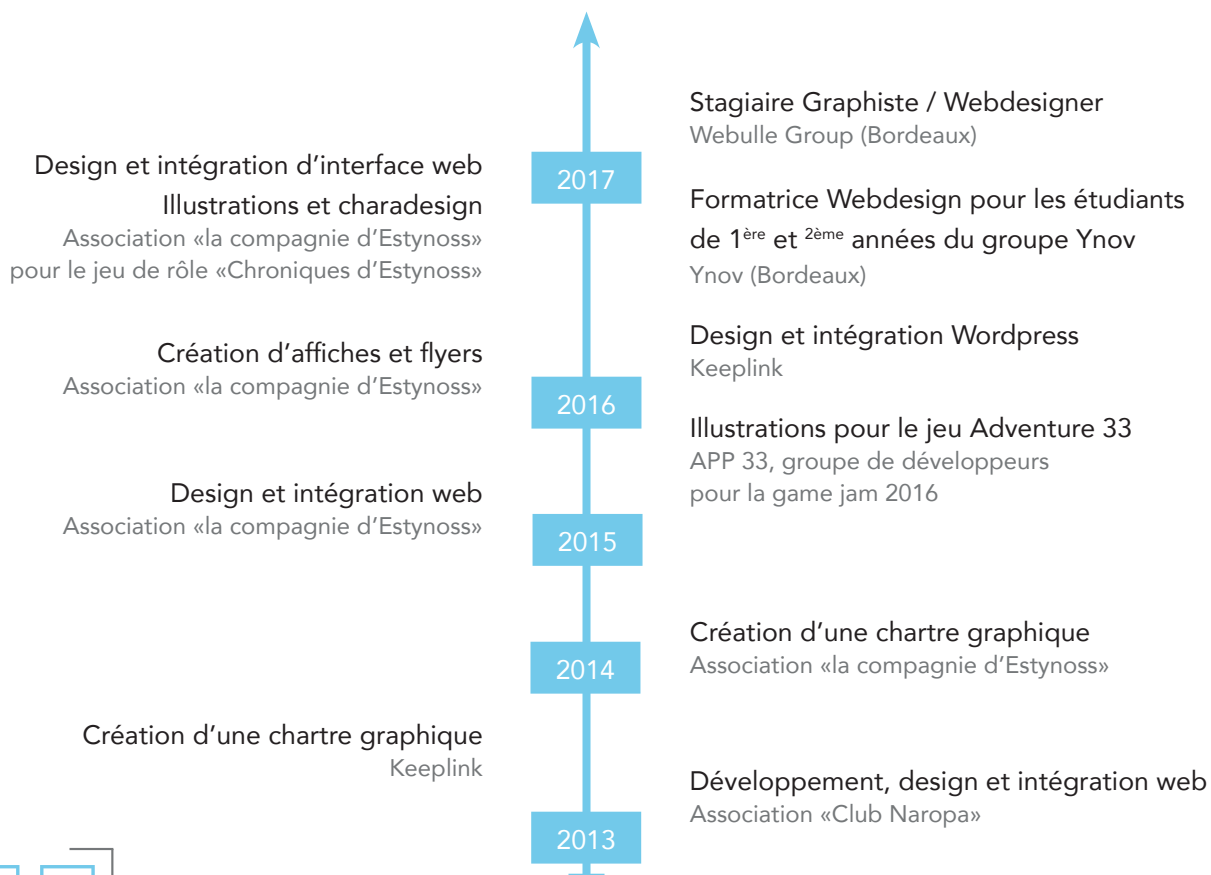 Stagiaire Graphiste / Webdesigner
Webulle Group (Bordeaux)
Design et intégration d’interface web
Illustrations et charadesign
Association «la compagnie d’Estynoss»
pour le jeu de rôle «Chroniques d’Estynoss»
2017
Formatrice Webdesign pour les étudiants
de 1ère et 2ème années du groupe Ynov
Ynov (Bordeaux)
Création d’affiches et flyers
Association «la compagnie d’Estynoss»
Design et intégration Wordpress
Keeplink
2016
Illustrations pour le jeu Adventure 33
APP 33, groupe de développeurs
pour la game jam 2016
Design et intégration web
Association «la compagnie d’Estynoss»
2015
Création d’une chartre graphique
Association «la compagnie d’Estynoss»
2014
Création d’une chartre graphique
Keeplink
Développement, design et intégration web
Association «Club Naropa»
2013